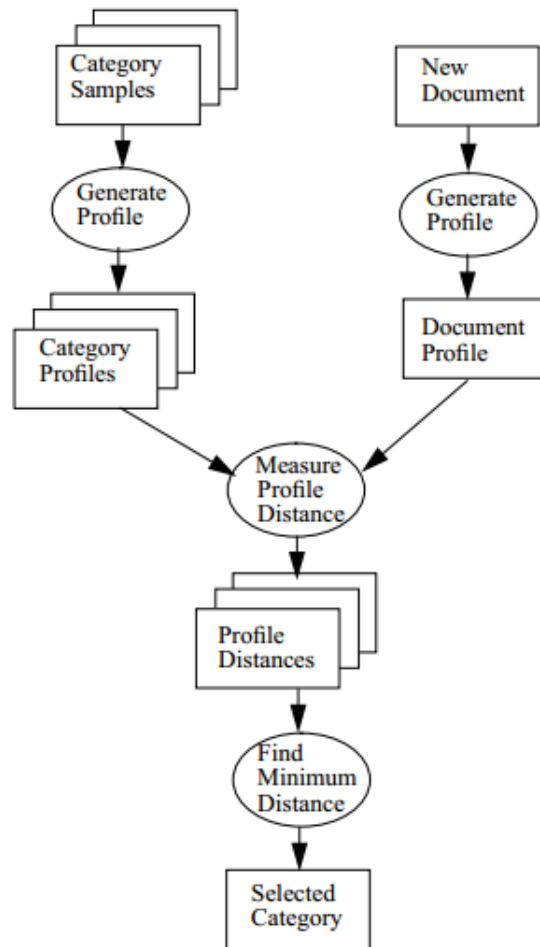 Category
Samples
New
Document
Generate
Profile
Generate
Profile
Category
Profiles
Document
Profile
Measure
Profile
Distance
Profile
Distances
Find
Minimum
Distance
Selected
Category